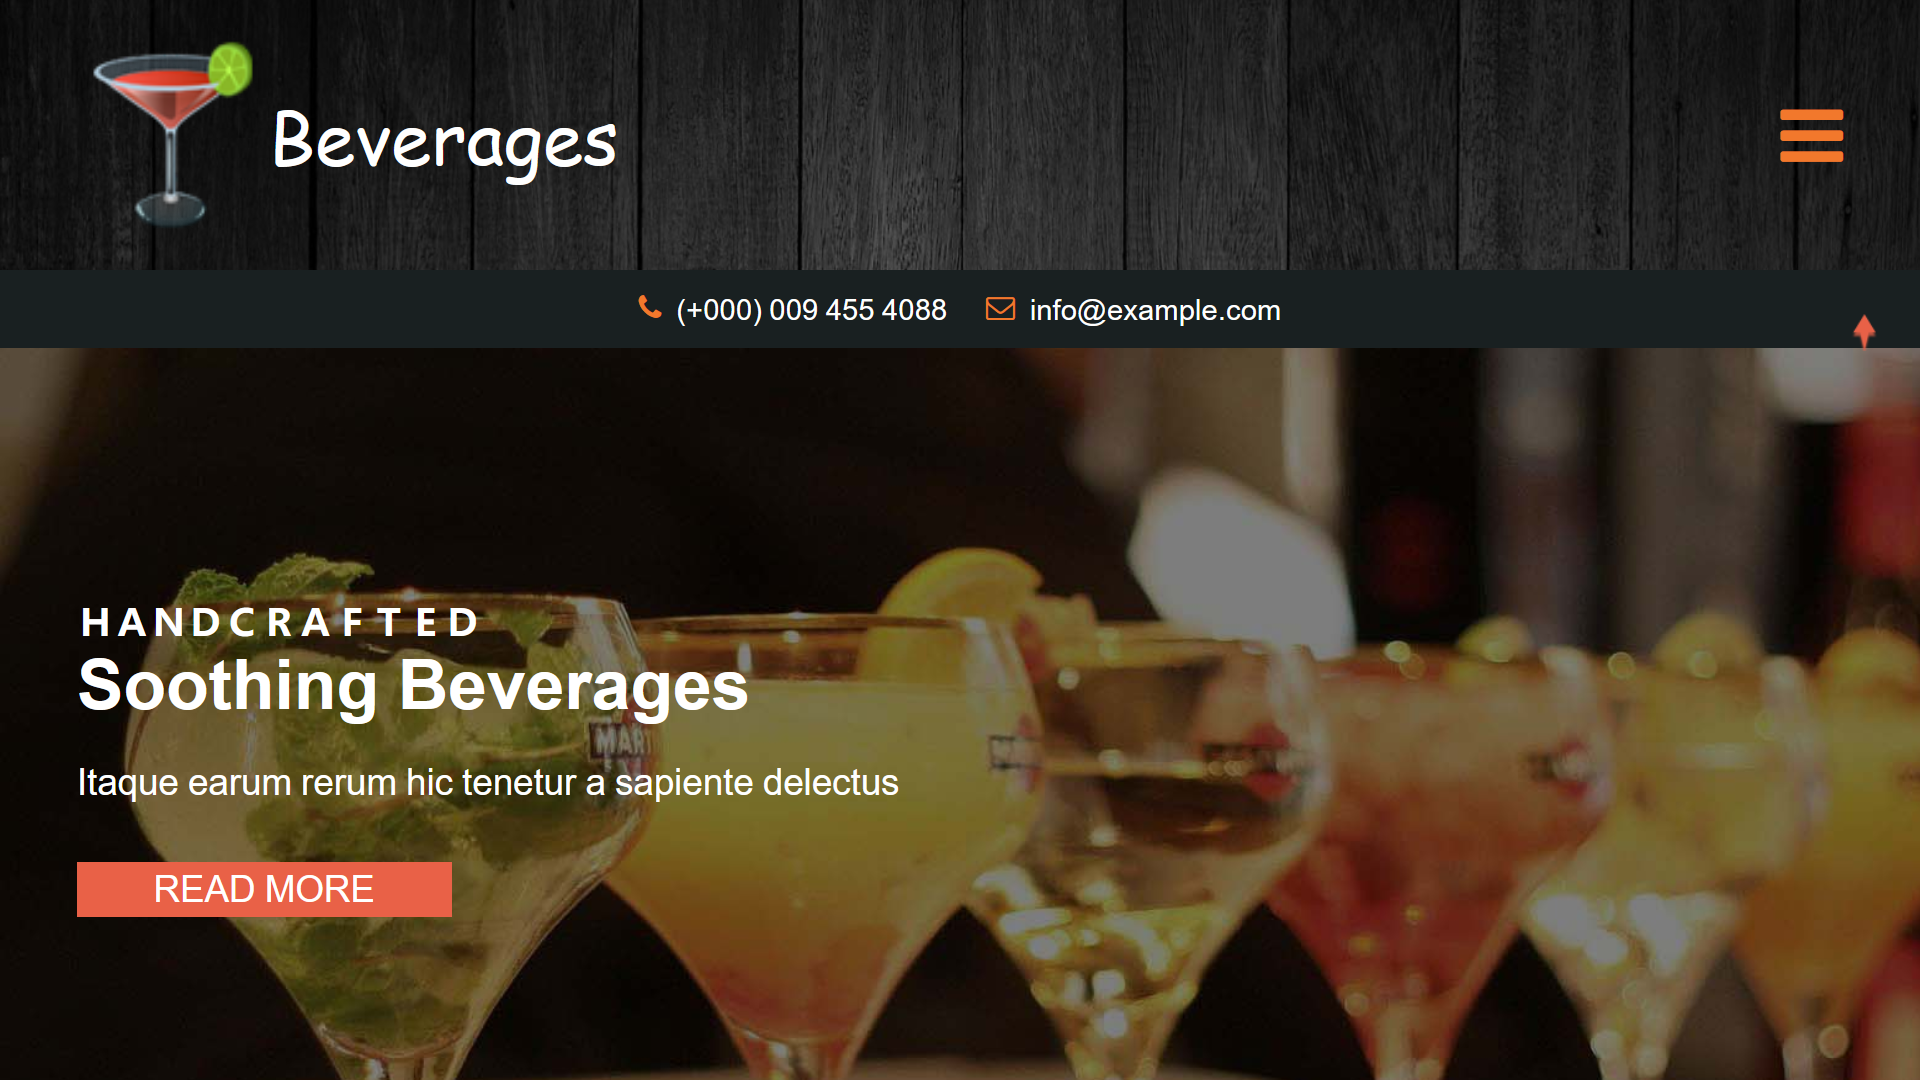 Beverages
(+000) 009 455 4088 info@example.com
HANDCRAFTED
Soothing Beverages
Itaque earum rerum hic tenetur a sapiente delectus
READ MORE